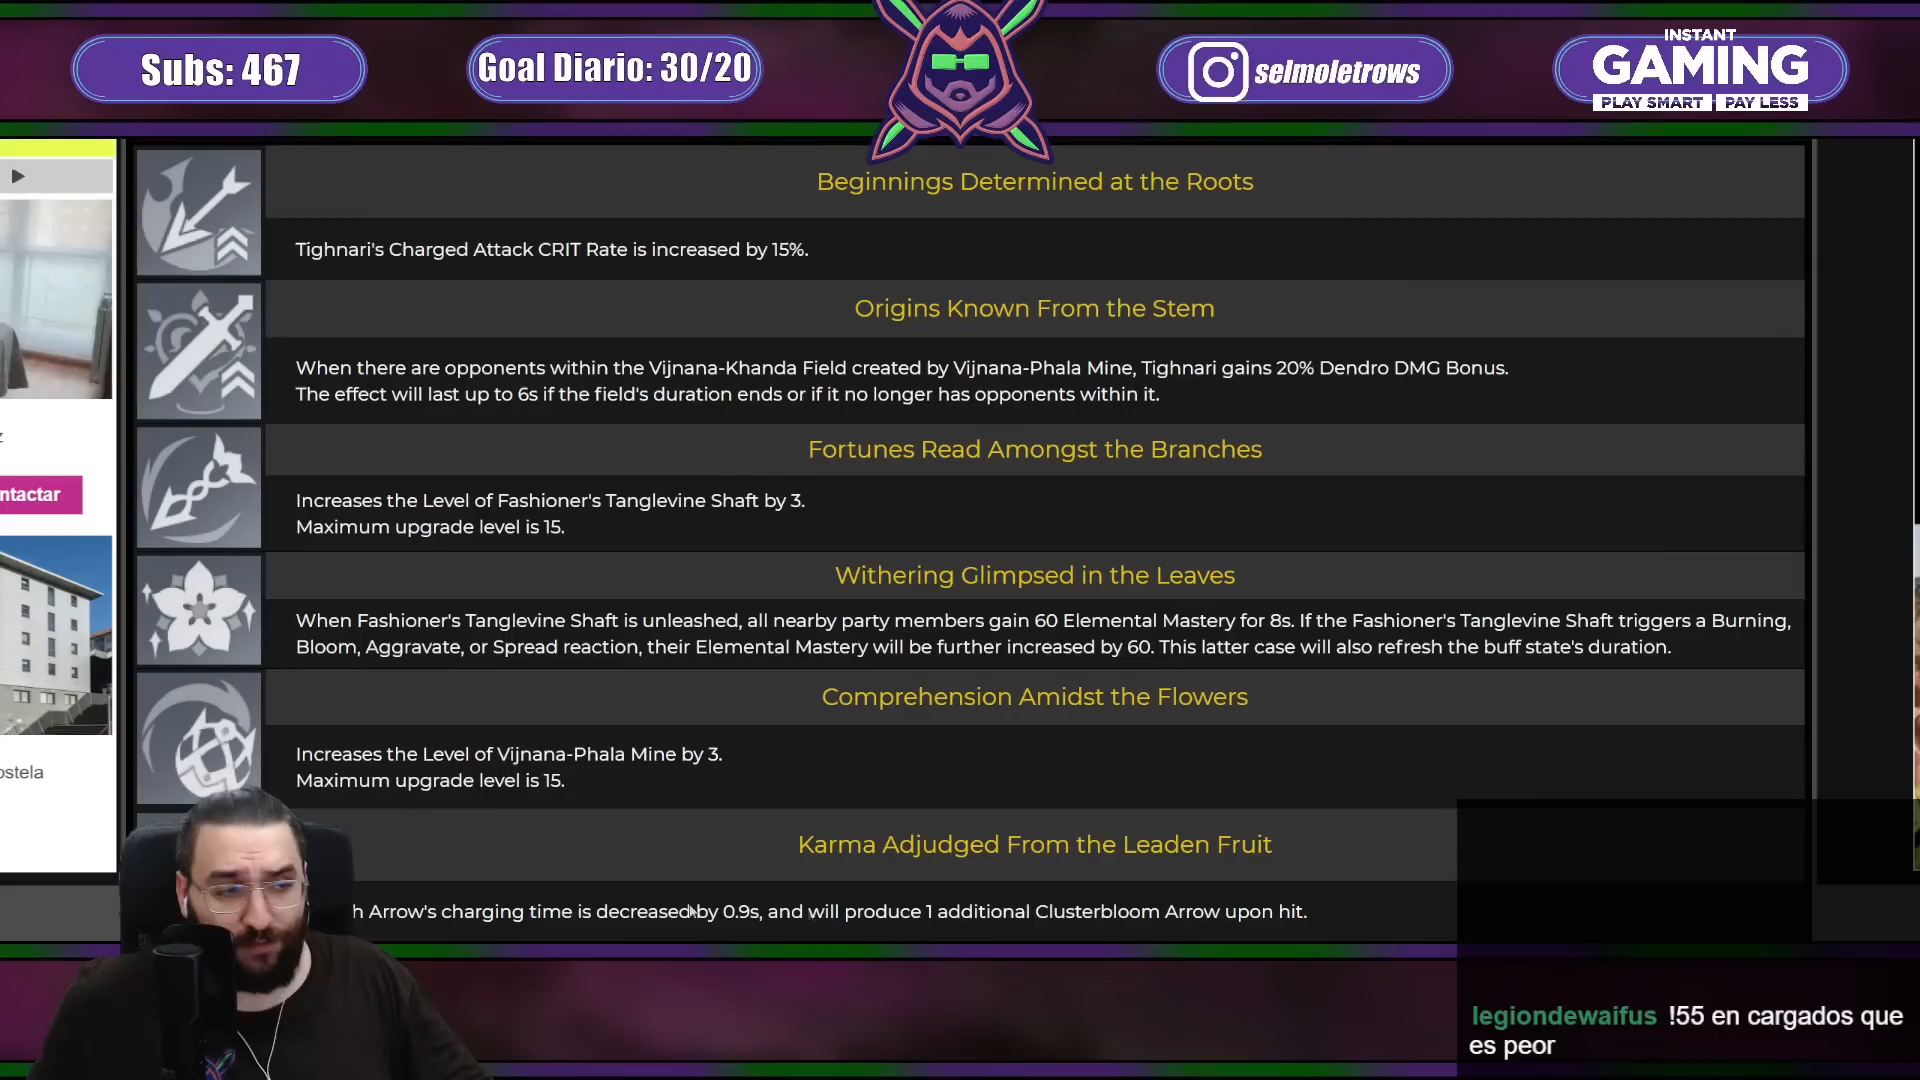 Subs: 467
Goal Diario: 30/20
selmoletrows
INSTANT
GAMING
PLAY SMART PAY LESS
Beginnings Determined at the Roots
Tighnari's Charged Attack CRIT Rate is increased by 15%.
Origins Known From the Stem
When there are opponents within the Vijnana-Khanda Field created by Vijnana-Phala Mine, Tighnari gains 20% Dendro DMG Bonus.
The effect will last up to 6s if the field's duration ends or if it no longer has opponents within it.
Fortunes Read Amongst the Branches
Increases the Level of Fashioner's Tanglevine Shaft by 3.
Maximum upgrade level is 15.
ntactar
Withering Glimpsed in the Leaves
When Fashioner's Tanglevine Shaft is unleashed, all nearby party members gain 60 Elemental Mastery for 8s. If the Fashioner's Tanglevine Shaft triggers a Burning,
Bloom, Aggravate, or Spread reaction, their Elemental Mastery will be further increased by 60. This latter case will also refresh the buff state's duration.
Comprehension Amidst the Flowers
Increases the Level of Vijnana-Phala Mine by 3.
Maximum upgrade level is 15.
ostela
Karma Adjudged From the Leaden Fruit
h Arrow's charging time is decreased by 0.9s, and will produce 1 additional Clusterbloom Arrow upon hit.
legiondewaifus !55 en cargados que
es peor